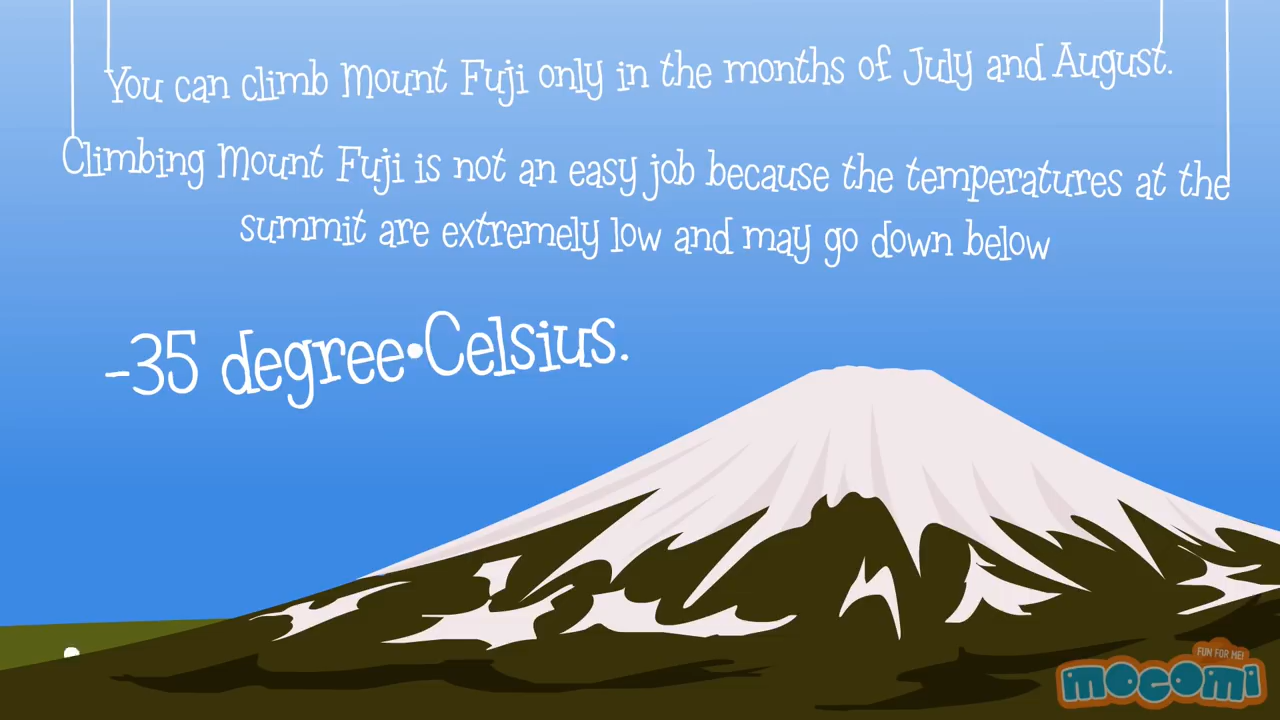 You can climb Mount Fuji only in the months of July and August.
Climbing Mount Fuji is not an easy job because the temperatures at the
summit are extremely low and may go down below
-35 degree•Celsius.
FUN FOR ME!
mocomi